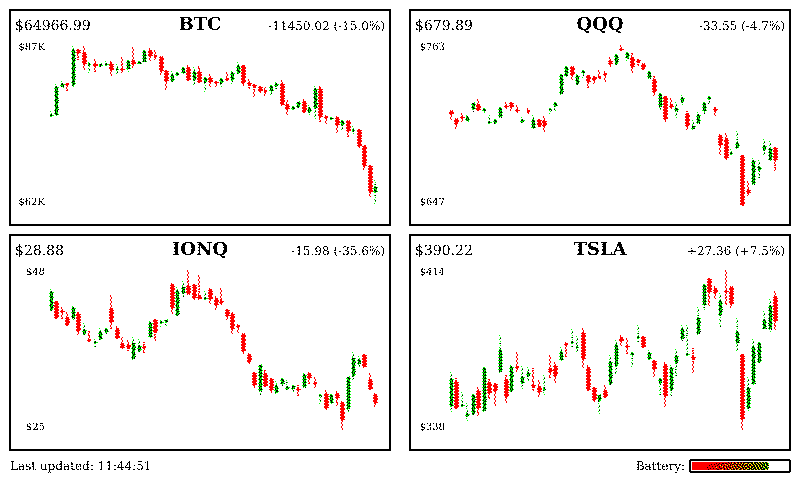 $64966.99 BTC -11450.02 (-15.0%)
$87K
$62K
$679.89 QQQ -33.55 (-4.7%)
$763
$647
$28.88 IONQ -15.98 (-35.6%)
$48
$25
$390.22 TSLA +27.36 (+7.5%)
$414
$338
Last updated: 11:44:51
Battery: